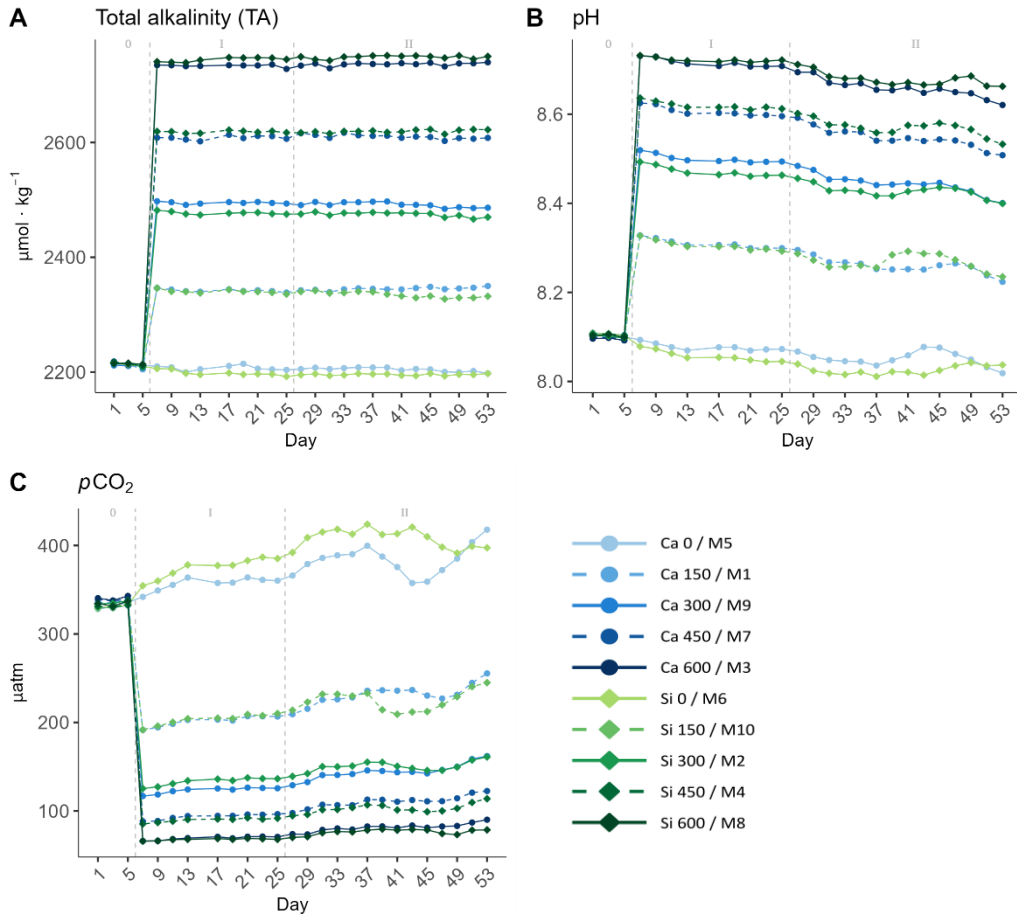 A Total alkalinity (TA)
0 I II
2600
2400
2200
µmol · kg⁻¹
1 5 9 13 17 21 25 29 33 37 41 45 49 53
Day
B pH
0 I II
8.6
8.4
8.2
8.0
1 5 9 13 17 21 25 29 33 37 41 45 49 53
Day
C pCO₂
0 I II
400
300
200
100
µatm
1 5 9 13 17 21 25 29 33 37 41 45 49 53
Day
Ca 0 / M5
Ca 150 / M1
Ca 300 / M9
Ca 450 / M7
Ca 600 / M3
Si 0 / M6
Si 150 / M10
Si 300 / M2
Si 450 / M4
Si 600 / M8